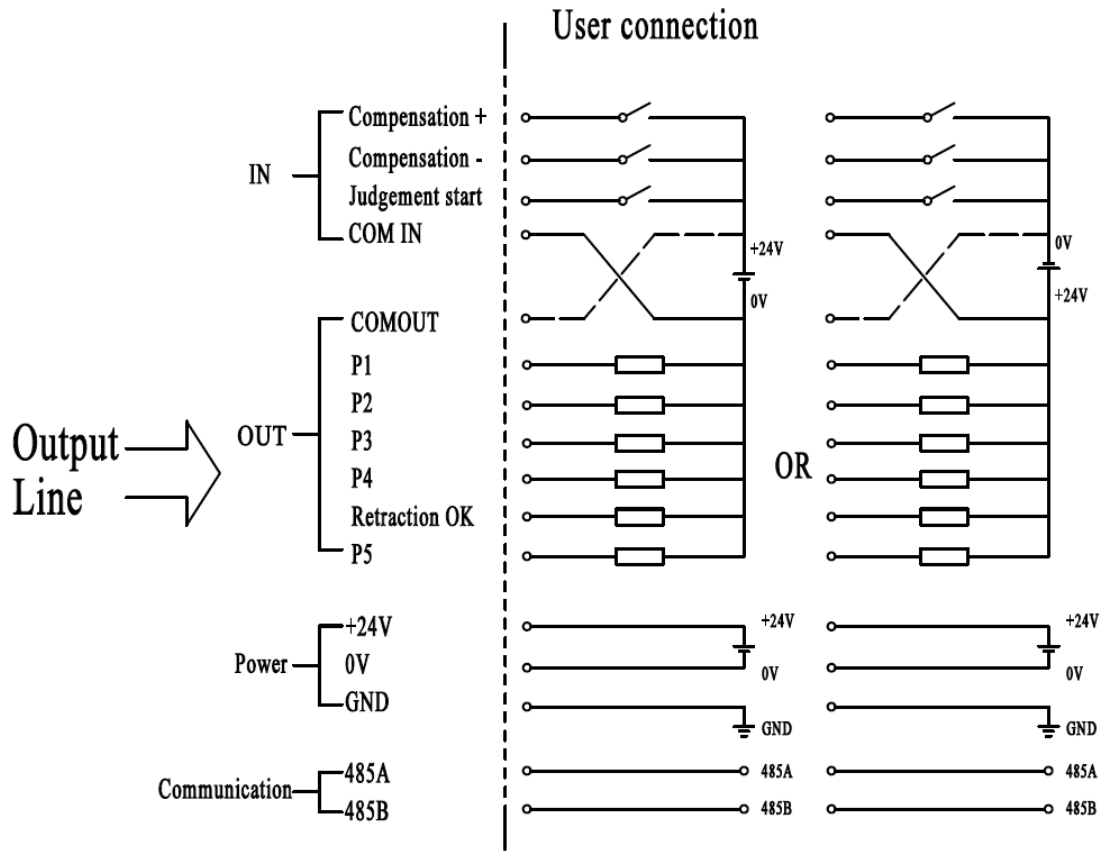 User connection
IN
Compensation +
Compensation -
Judgement start
COM IN
+24V
0V
0V
+24V
Output
Line
OUT
COMOUT
P1
P2
P3
P4
Retraction OK
P5
OR
Power
+24V
0V
GND
+24V
0V
GND
+24V
0V
GND
Communication
485A
485B
485A
485B
485A
485B